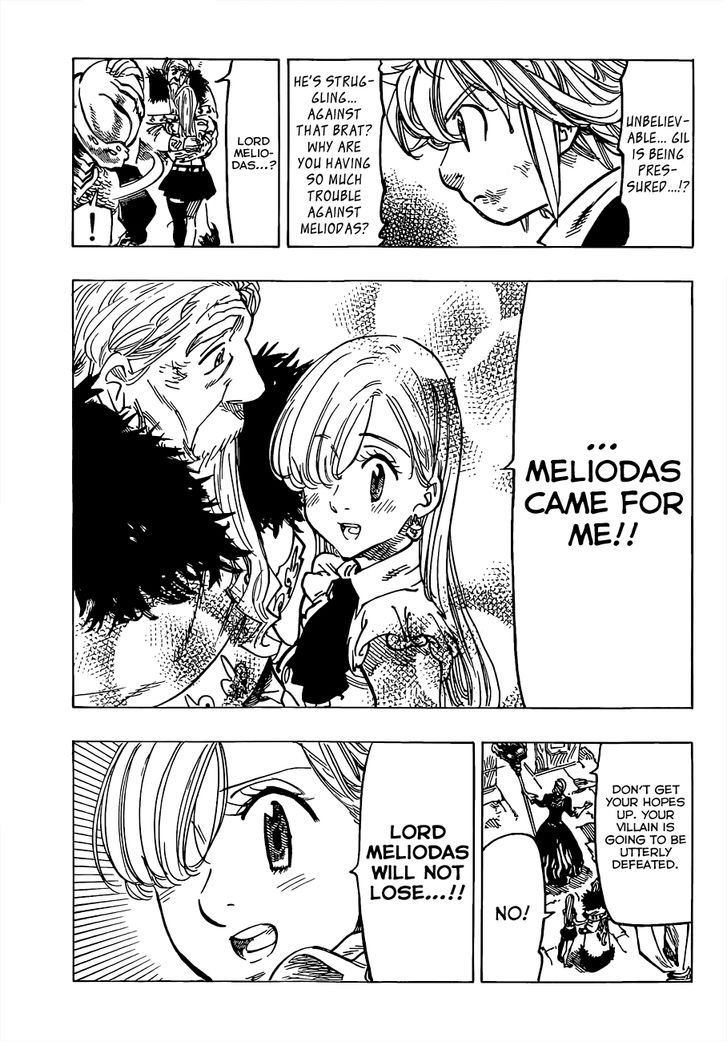 UNBELIEV-
ABLE... GIL
IS BEING
PRES-
SURED...!?
HE'S STRUG-
GLING...
AGAINST
THAT BRAT?
WHY ARE
YOU HAVING
SO MUCH
TROUBLE
AGAINST
MELIODAS?
LORD
MELIO-
DAS...?
!
...
MELIODAS
CAME FOR
ME!!
DON'T GET
YOUR HOPES
UP. YOUR
VILLAIN IS
GOING TO BE
UTTERLY
DEFEATED.
NO!
LORD
MELIODAS
WILL NOT
LOSE...!!